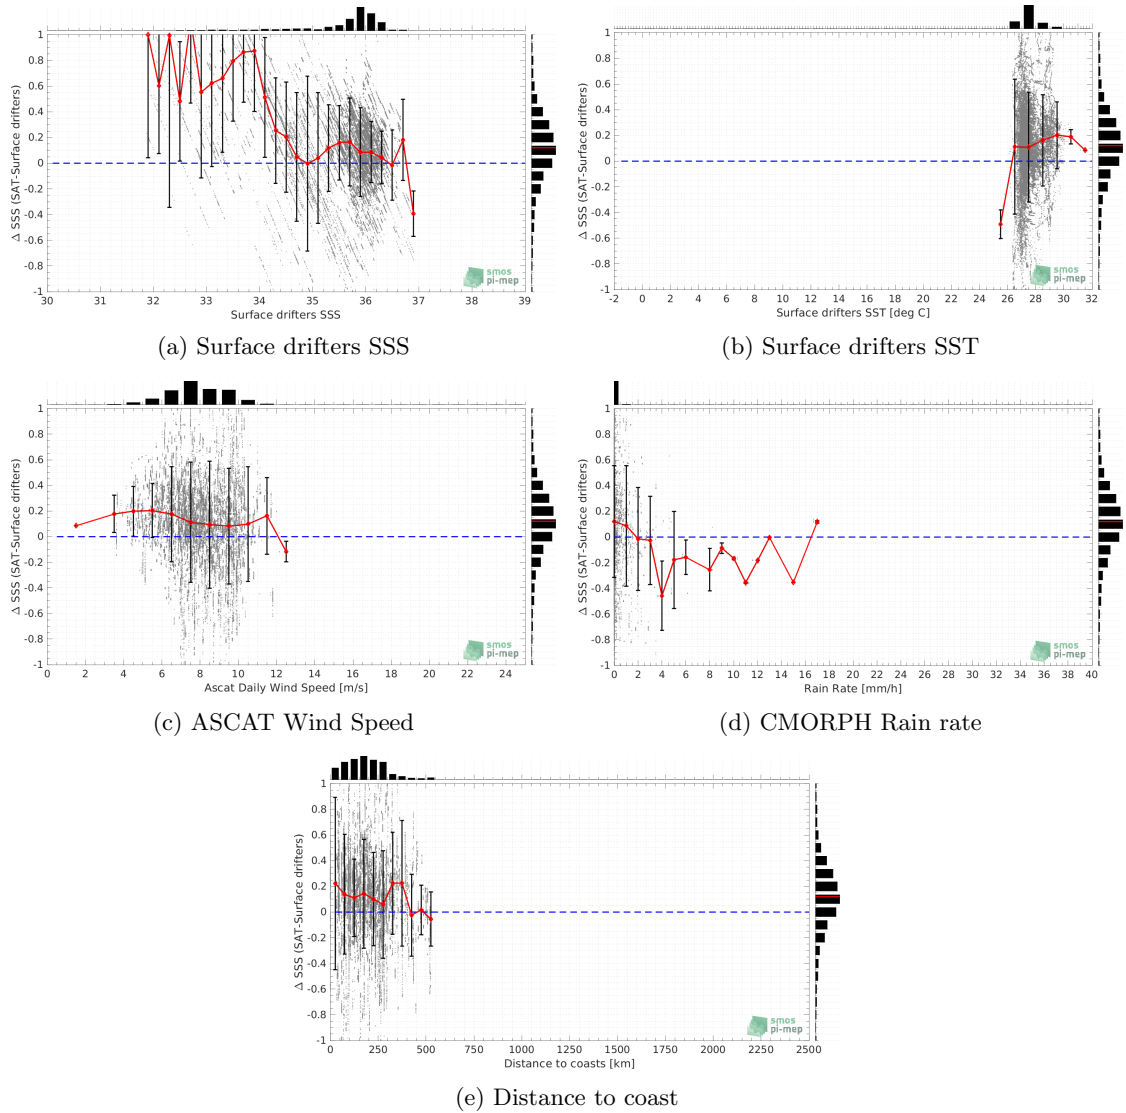 1
0.8
0.6
0.4
0.2
0
-0.2
-0.4
-0.6
-0.8
-1
Δ SSS (SAT-Surface drifters)
30 31 32 33 34 35 36 37 38 39
Surface drifters SSS
smos
pi-mep
(a) Surface drifters SSS
1
0.8
0.6
0.4
0.2
0
-0.2
-0.4
-0.6
-0.8
-1
Δ SSS (SAT-Surface drifters)
-2 0 2 4 6 8 10 12 14 16 18 20 22 24 26 28 30 32
Surface drifters SST [deg C]
smos
pi-mep
(b) Surface drifters SST
1
0.8
0.6
0.4
0.2
0
-0.2
-0.4
-0.6
-0.8
-1
Δ SSS (SAT-Surface drifters)
0 2 4 6 8 10 12 14 16 18 20 22 24
Ascat Daily Wind Speed [m/s]
smos
pi-mep
(c) ASCAT Wind Speed
1
0.8
0.6
0.4
0.2
0
-0.2
-0.4
-0.6
-0.8
-1
Δ SSS (SAT-Surface drifters)
0 2 4 6 8 10 12 14 16 18 20 22 24 26 28 30 32 34 36 38 40
Rain Rate [mm/h]
smos
pi-mep
(d) CMORPH Rain rate
1
0.8
0.6
0.4
0.2
0
-0.2
-0.4
-0.6
-0.8
-1
Δ SSS (SAT-Surface drifters)
0 250 500 750 1000 1250 1500 1750 2000 2250 2500
Distance to coasts [km]
smos
pi-mep
(e) Distance to coast